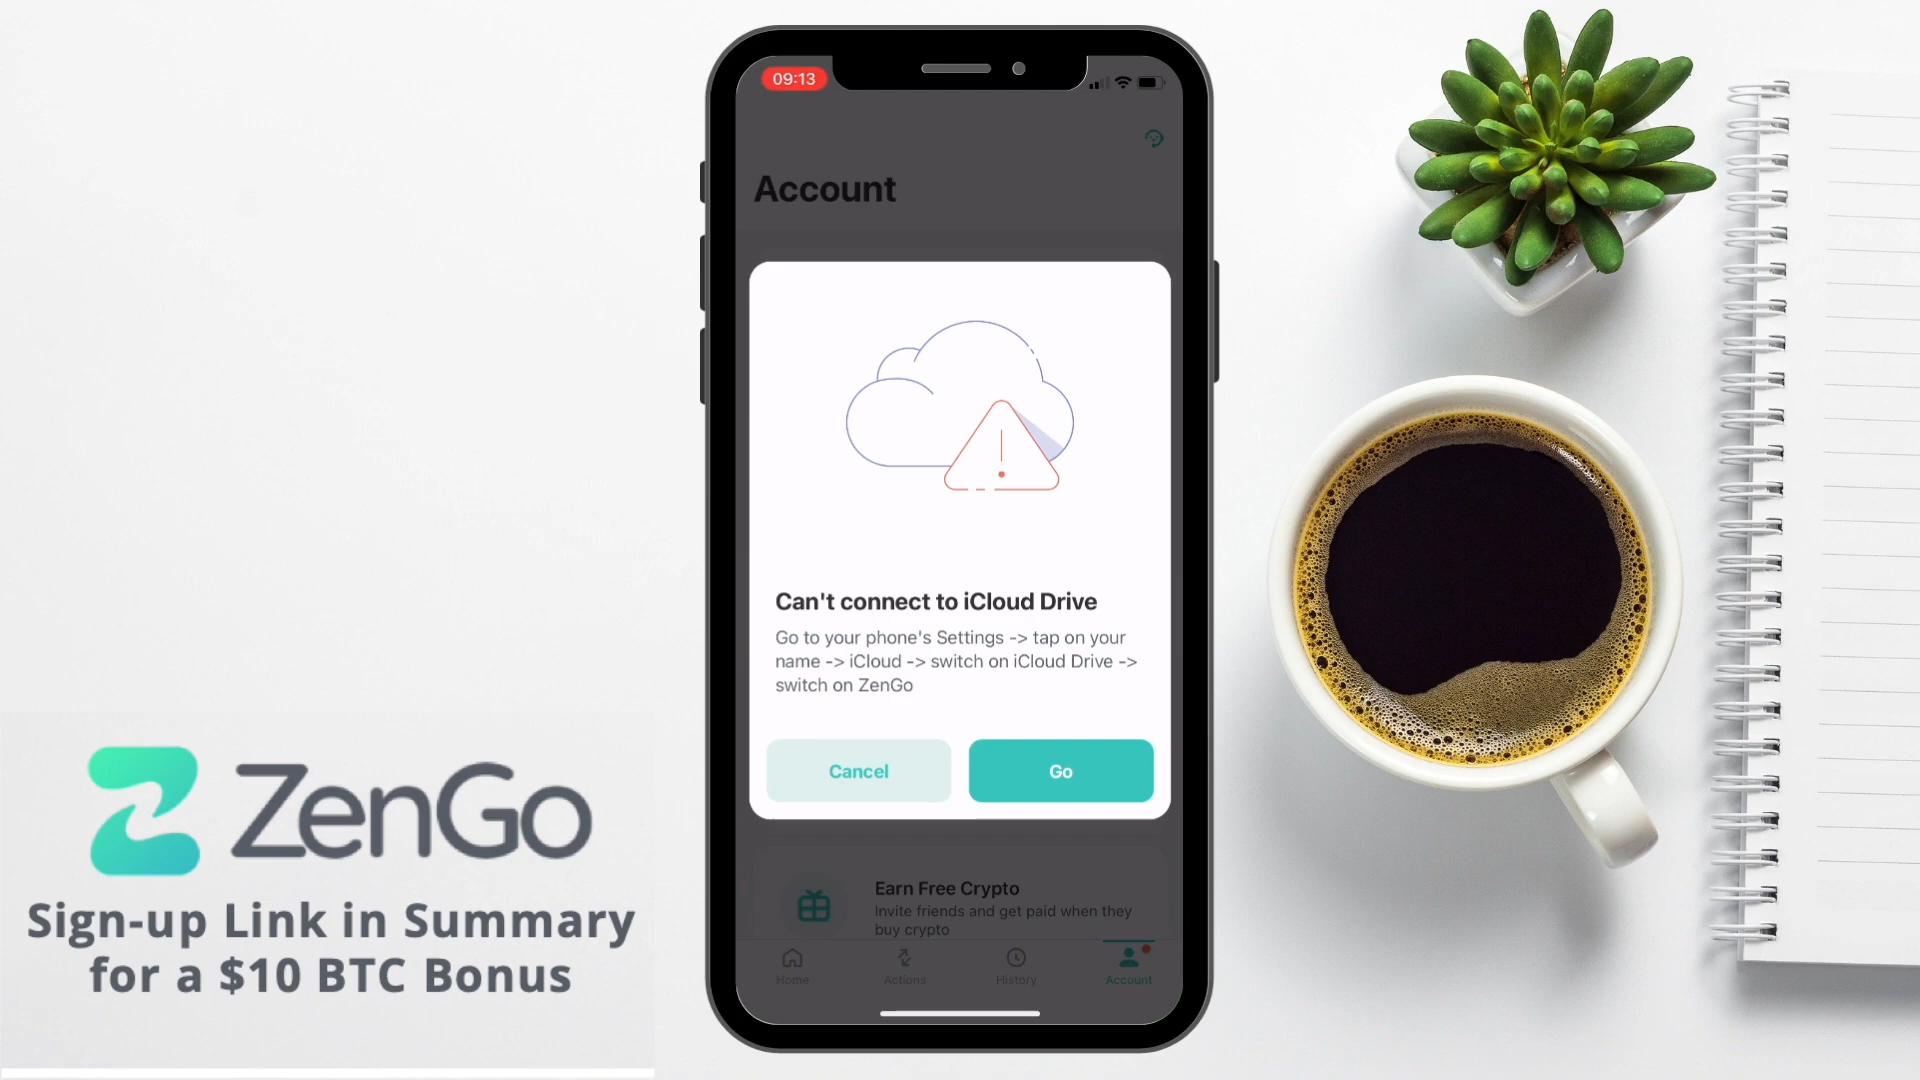 09:13
Account
Can't connect to iCloud Drive
Go to your phone's Settings -> tap on your
name -> iCloud -> switch on iCloud Drive ->
switch on ZenGo
Cancel
Go
Earn Free Crypto
Invite friends and get paid when they
buy crypto
Home
Actions
History
Account
ZenGo
Sign-up Link in Summary
for a $10 BTC Bonus